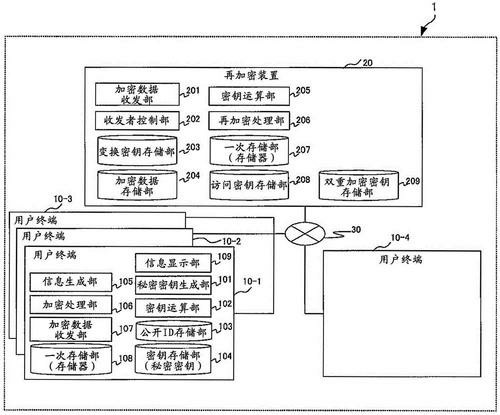 1
20
再加密装置
加密数据
收发部
201
密钥运算部
205
收发者控制部
202
再加密处理部
206
变换密钥存储部
203
一次存储部
(存储器)
207
加密数据
存储部
204
访问密钥存储部
208
双重加密密钥
存储部
209
10-3
用户终端
10-2
用户终端
30
10-4
用户终端
用户终端
10-1
信息显示部
109
信息生成部
105
秘密密钥生成部
101
加密处理部
106
密钥运算部
102
加密数据
收发部
107
公开ID存储部
103
一次存储部
(存储器)
108
密钥存储部
(秘密密钥)
104